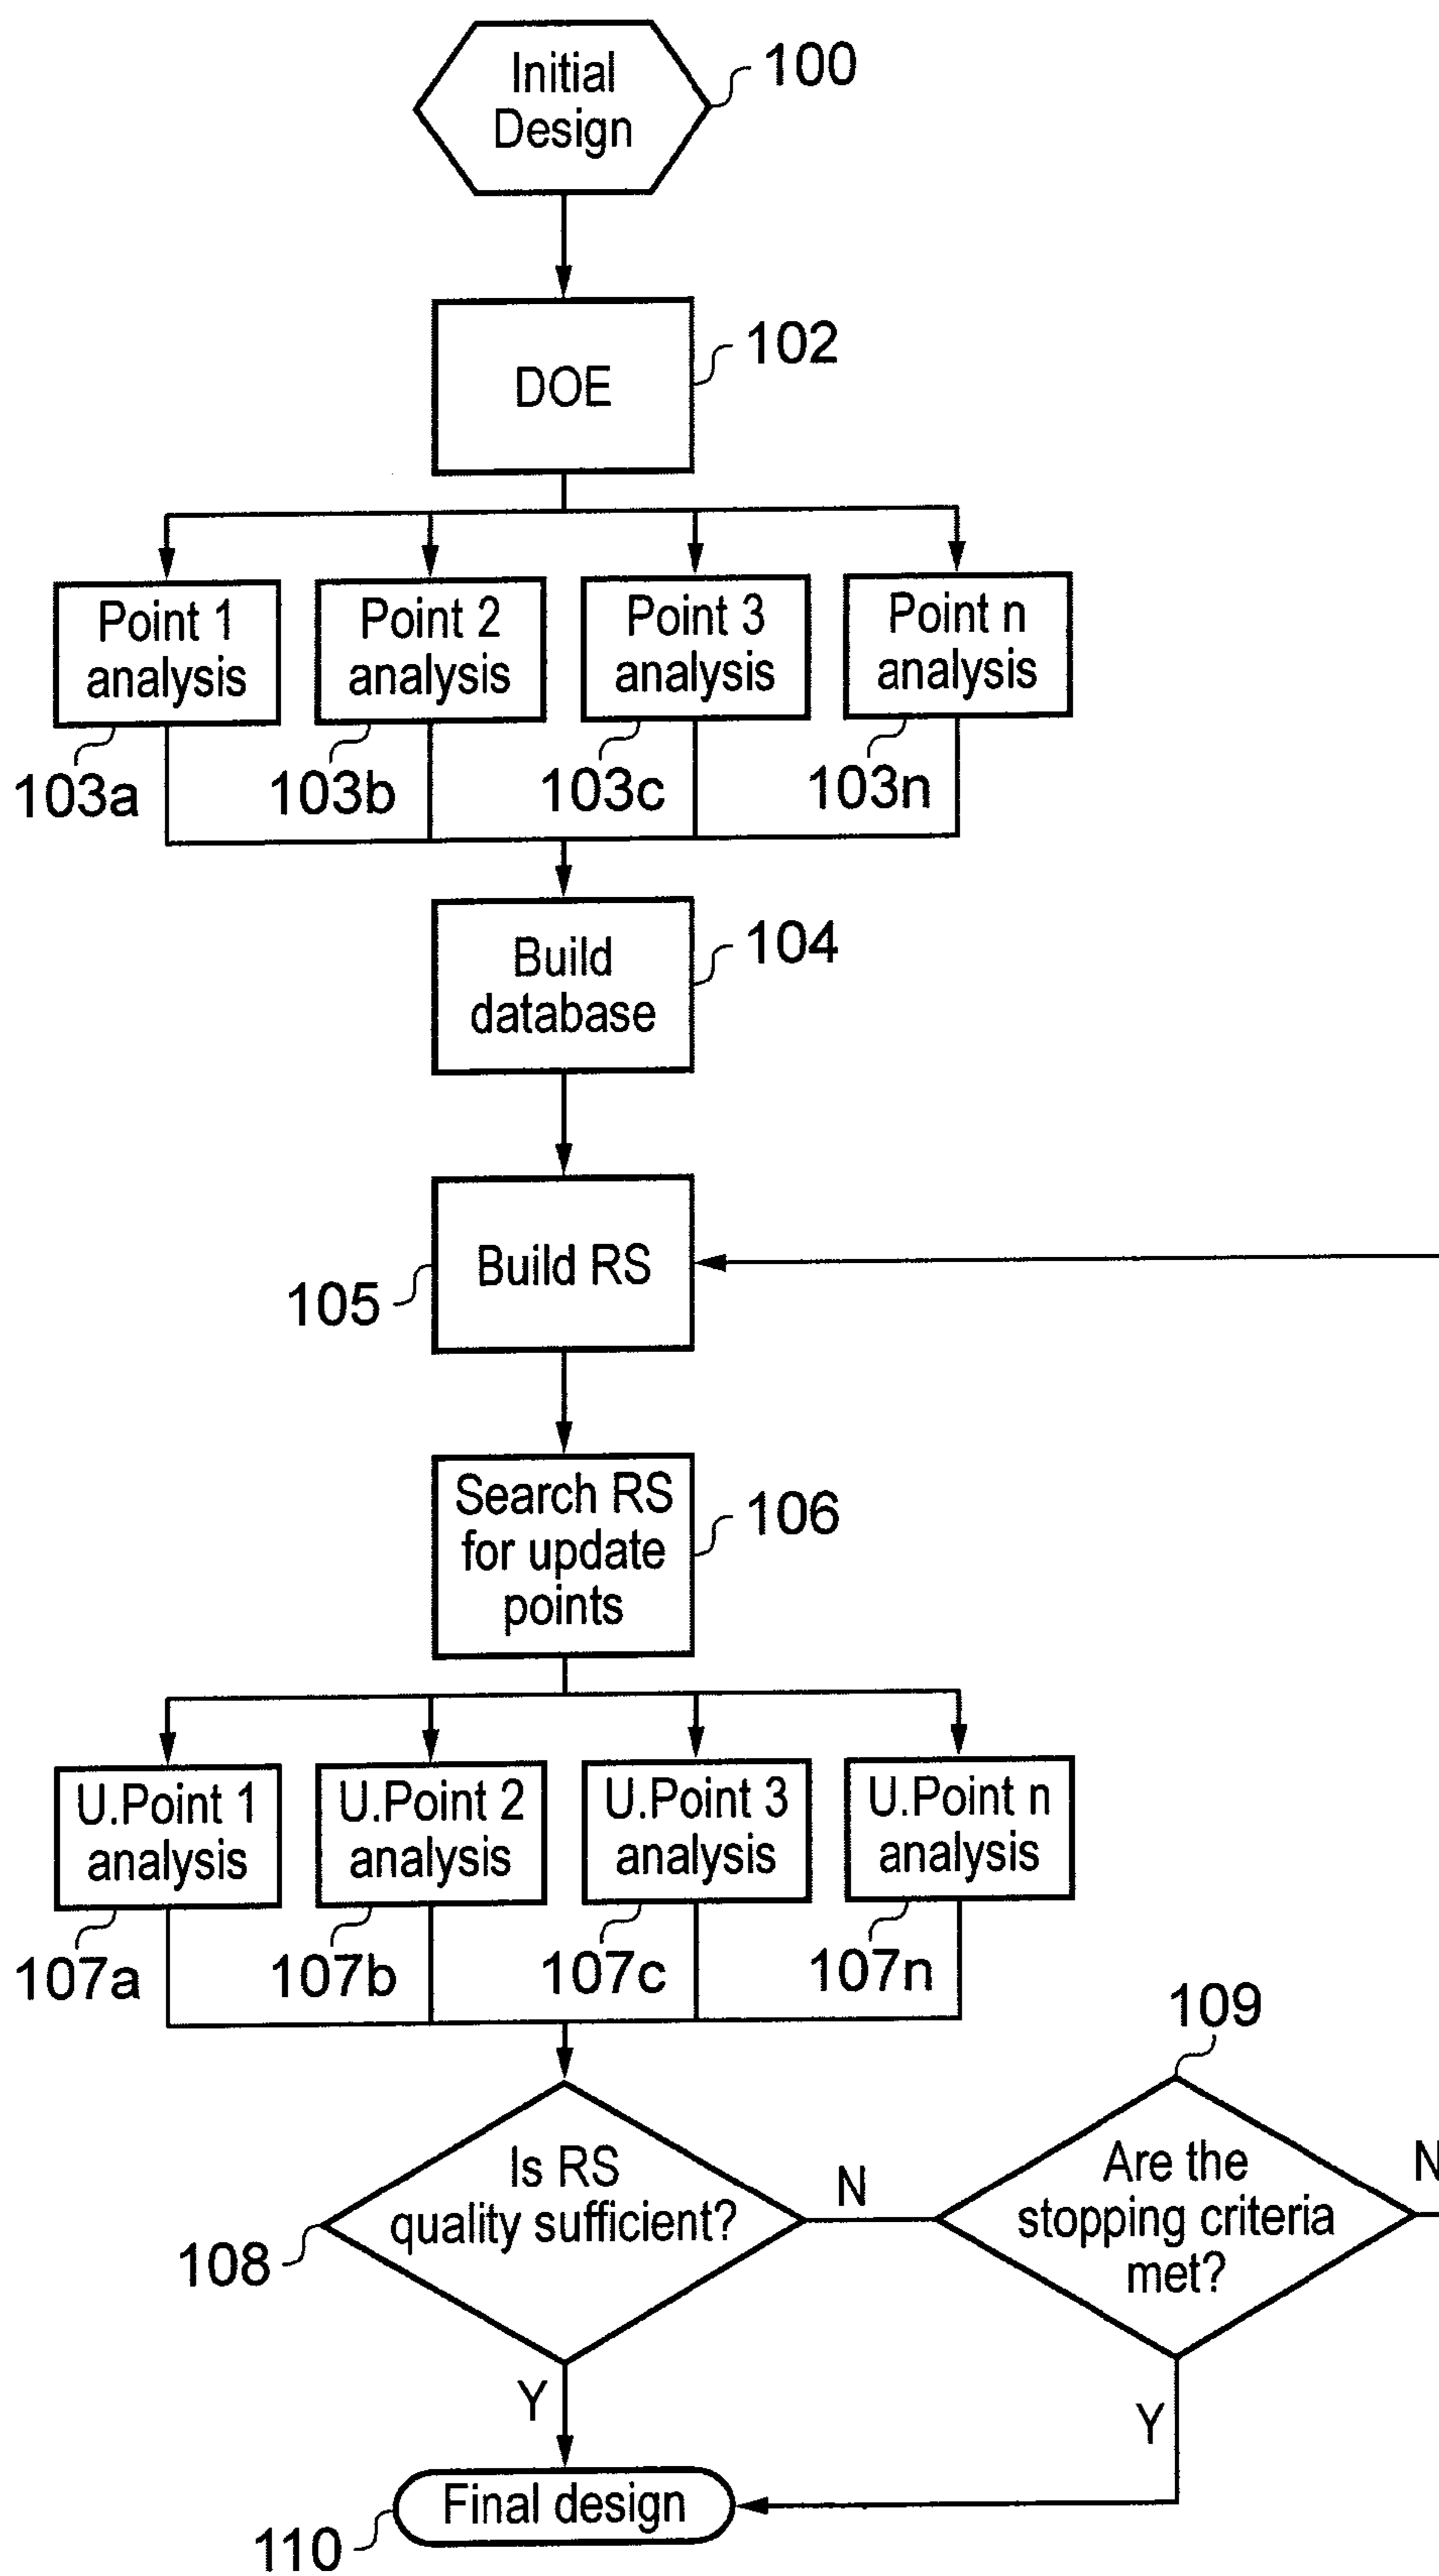 Initial
Design
100
DOE
102
Point 1
analysis
Point 2
analysis
Point 3
analysis
Point n
analysis
103a
103b
103c
103n
Build
database
104
Build RS
105
Search RS
for update
points
106
U.Point 1
analysis
U.Point 2
analysis
U.Point 3
analysis
U.Point n
analysis
107a
107b
107c
107n
109
Is RS
quality sufficient?
108
N
Are the
stopping criteria
met?
N
Y
Y
Final design
110